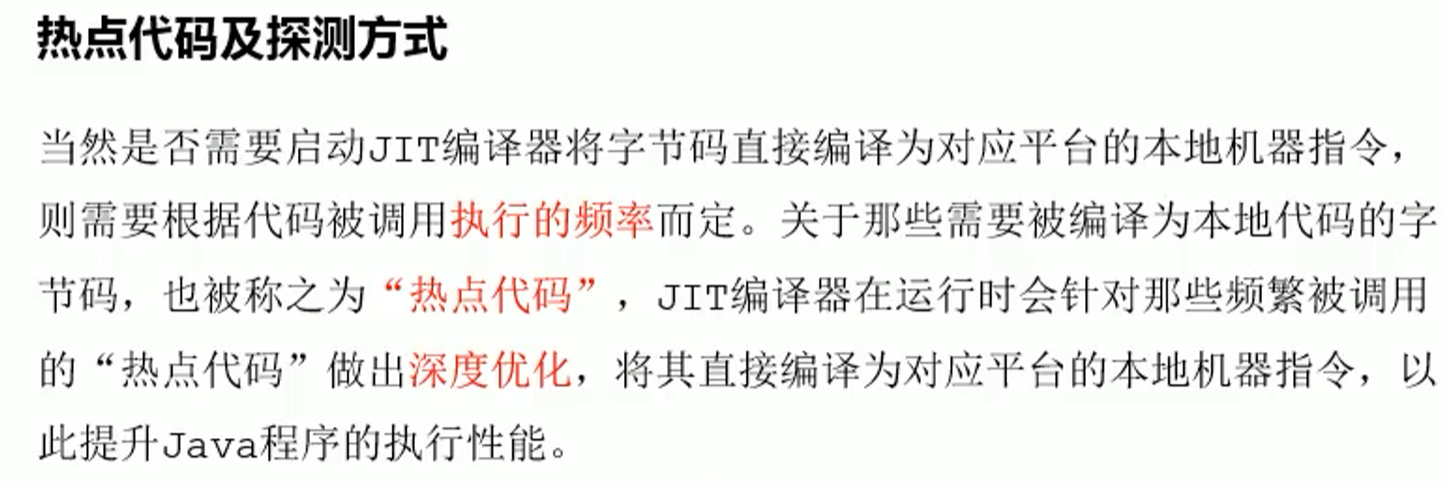 热点代码及探测方式
当然是否需要启动JIT编译器将字节码直接编译为对应平台的本地机器指令，
则需要根据代码被调用执行的频率而定。关于那些需要被编译为本地代码的字
节码，也被称之为“热点代码”，JIT编译器在运行时会针对那些频繁被调用
的“热点代码”做出深度优化，将其直接编译为对应平台的本地机器指令，以
此提升Java程序的执行性能。